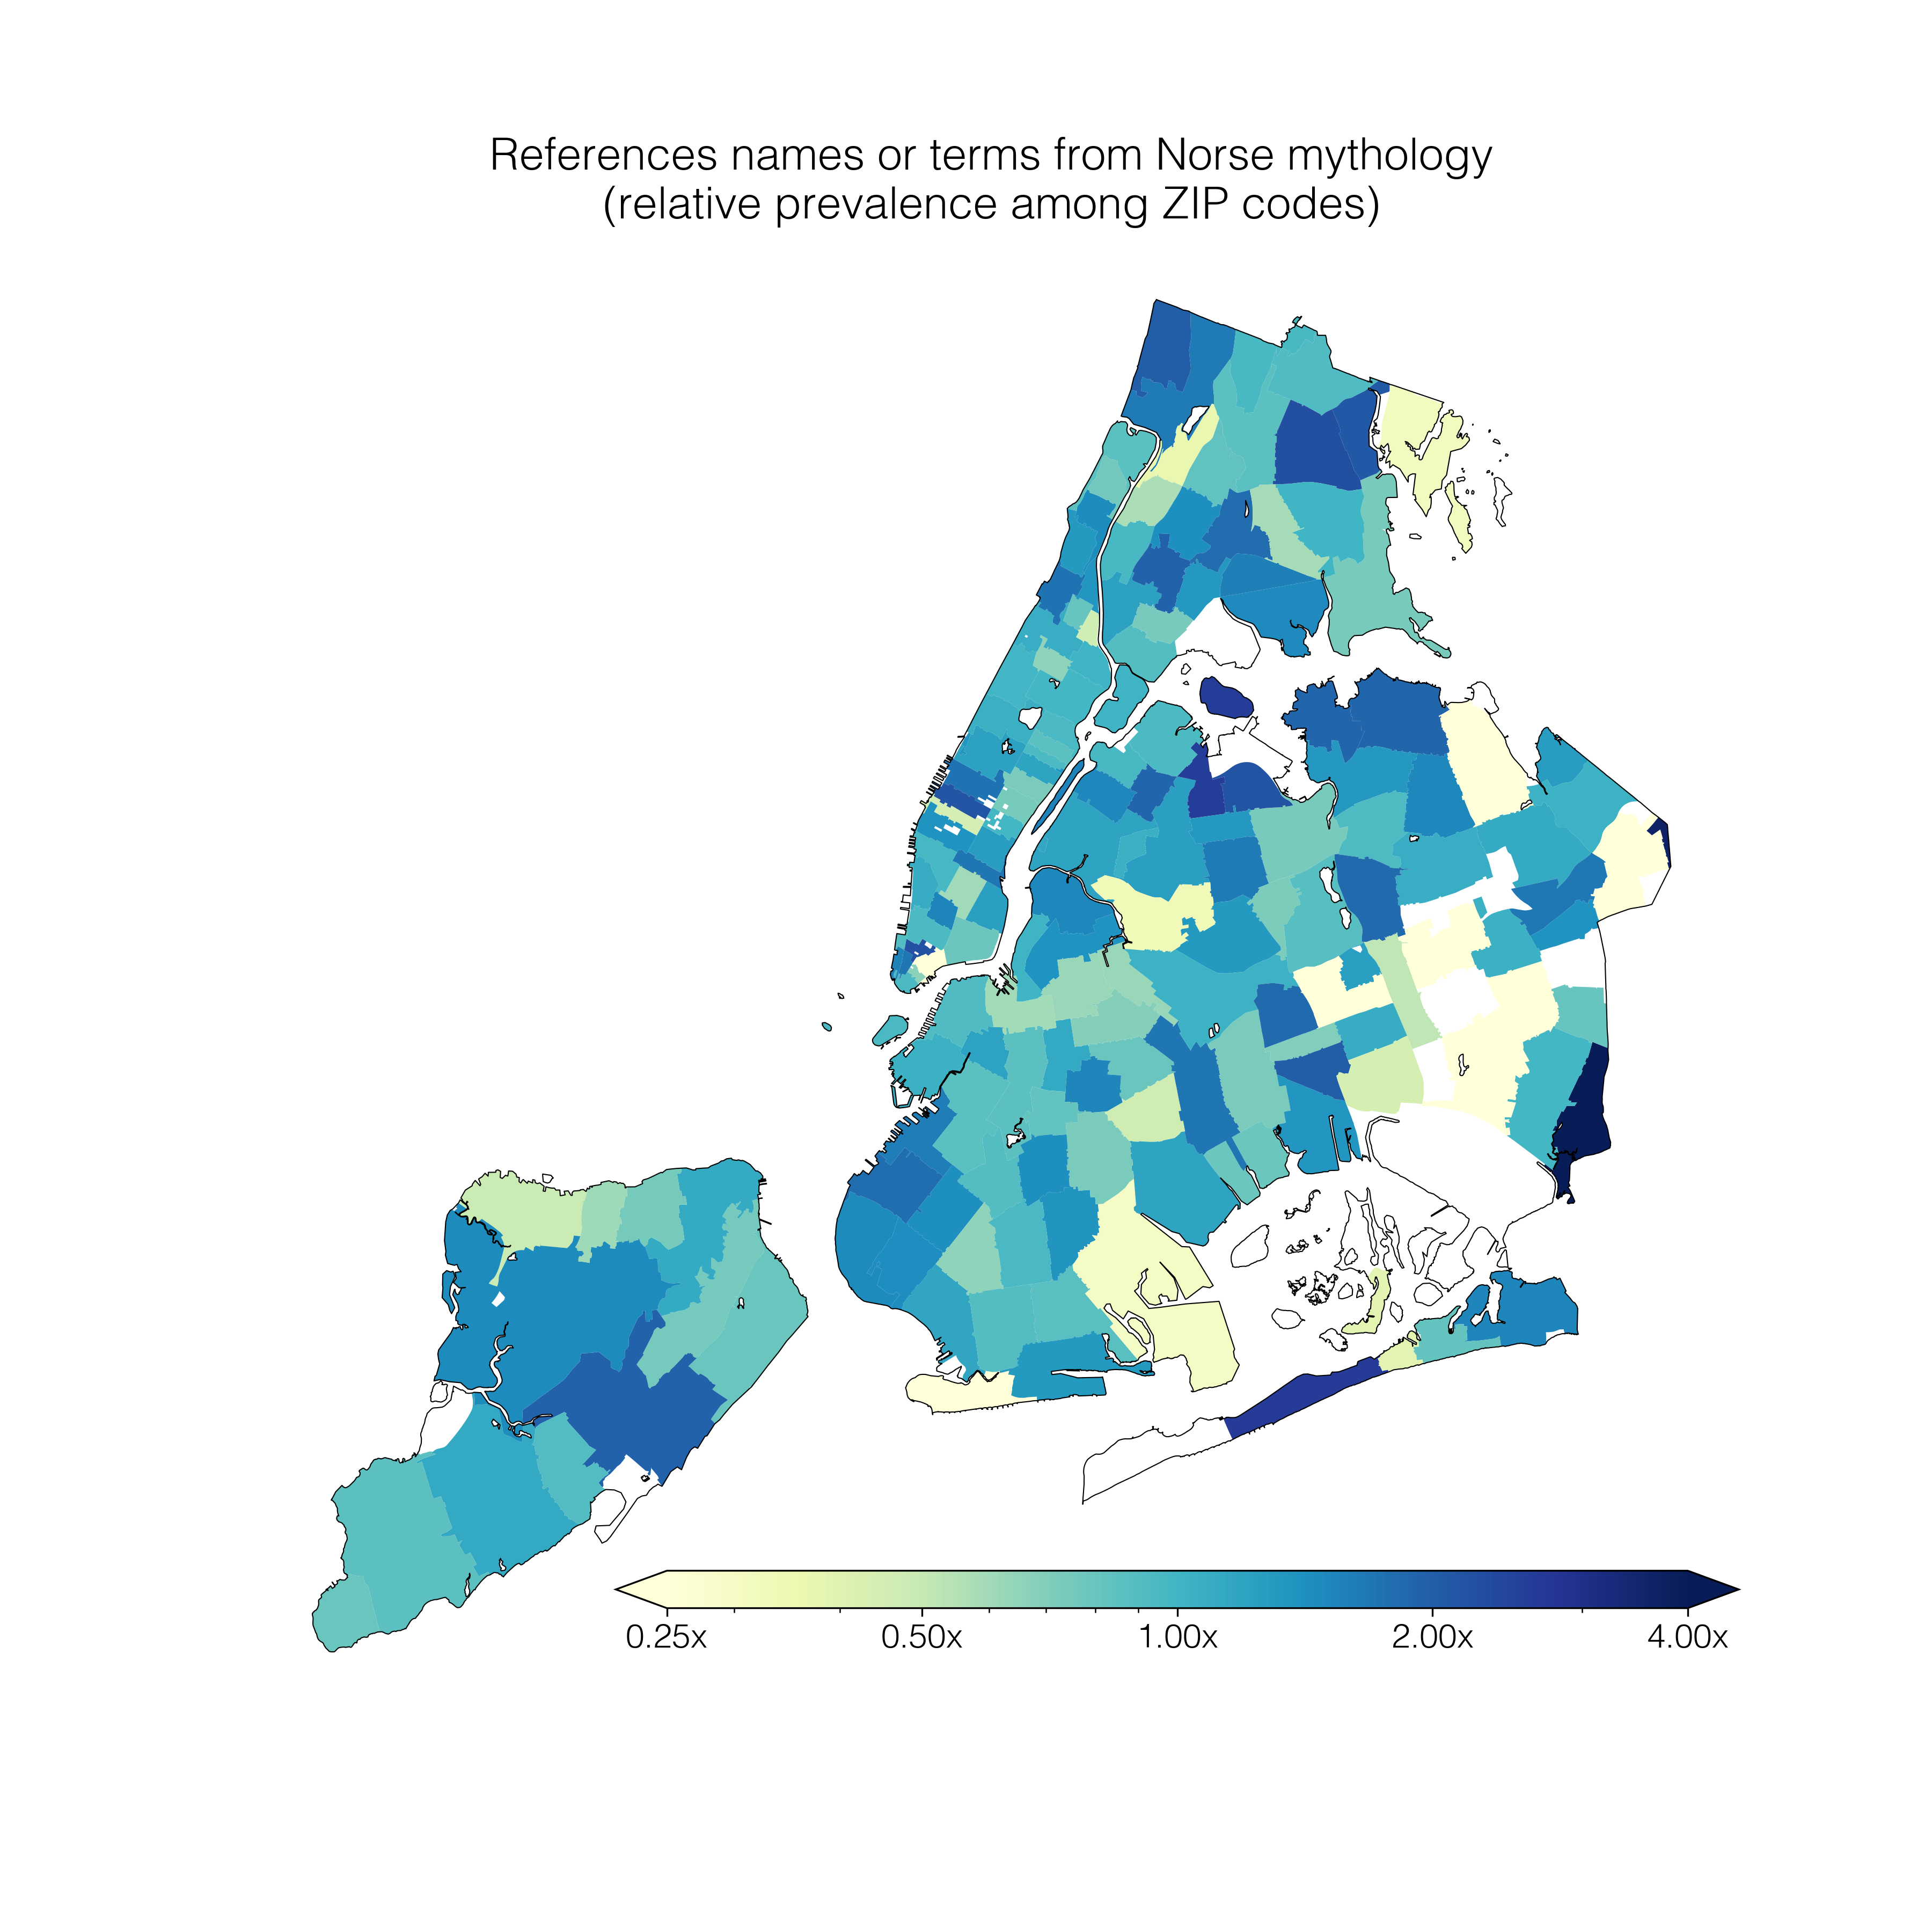 References names or terms from Norse mythology
(relative prevalence among ZIP codes)
0.25x 0.50x 1.00x 2.00x 4.00x